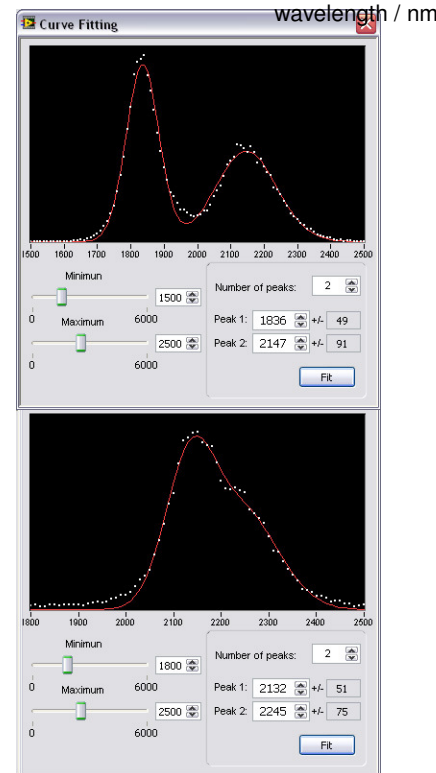 wavelength / nm
Curve Fitting
1500 1600 1700 1800 1900 2000 2100 2200 2300 2400 2500
Minimun
1500
0 6000
Maximum
2500
0 6000
Number of peaks: 2
Peak 1: 1836 +/- 49
Peak 2: 2147 +/- 91
Fit
1800 1900 2000 2100 2200 2300 2400 2500
Minimun
1800
0 6000
Maximum
2500
0 6000
Number of peaks: 2
Peak 1: 2132 +/- 51
Peak 2: 2245 +/- 75
Fit